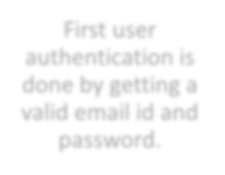 First user
authentication is
done by getting a
valid email id and
password.